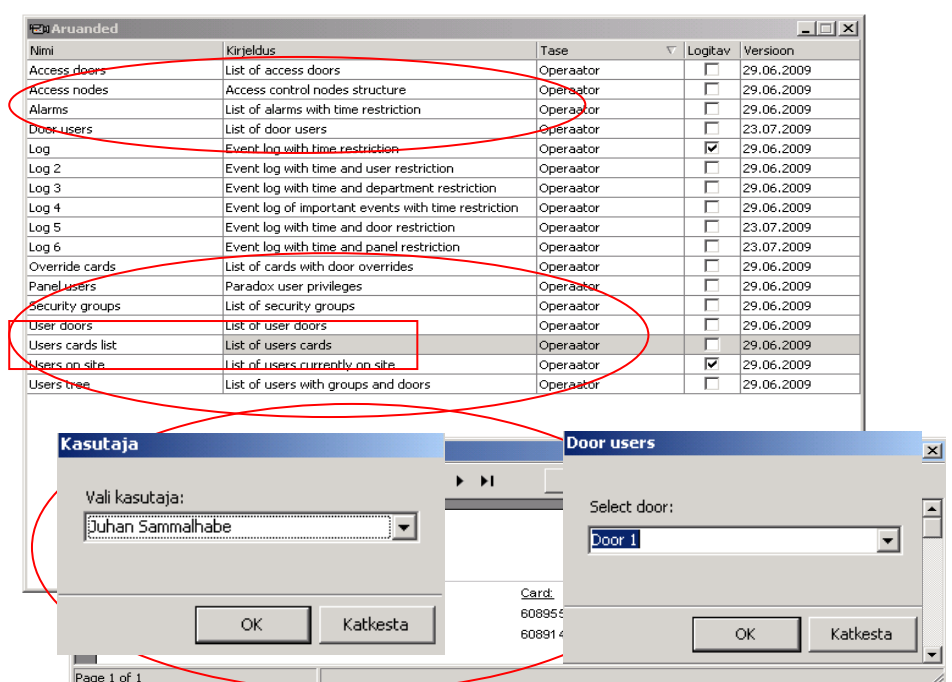 Aruanded
Nimi Kirjeldus Tase Logitav Versioon
Access doors List of access doors Operaator 29.06.2009
Access nodes Access control nodes structure Operaator 29.06.2009
Alarms List of alarms with time restriction Operaator 29.06.2009
Door users List of door users Operaator 23.07.2009
Log Event log with time restriction Operaator 29.06.2009
Log 2 Event log with time and user restriction Operaator 29.06.2009
Log 3 Event log with time and department restriction Operaator 29.06.2009
Log 4 Event log of important events with time restriction Operaator 29.06.2009
Log 5 Event log with time and door restriction Operaator 23.07.2009
Log 6 Event log with time and panel restriction Operaator 23.07.2009
Override cards List of cards with door overrides Operaator 29.06.2009
Panel users Paradox user privileges Operaator 29.06.2009
Security groups List of security groups Operaator 29.06.2009
User doors List of user doors Operaator 29.06.2009
Users cards list List of users cards Operaator 29.06.2009
Users on site List of users currently on site Operaator 29.06.2009
Users tree List of users with groups and doors Operaator 29.06.2009
Kasutaja
Vali kasutaja:
Juhan Sammalhabe
OK Katkesta
Door users
Select door:
Door 1
OK Katkesta
Card:
608955
608914
Page 1 of 1